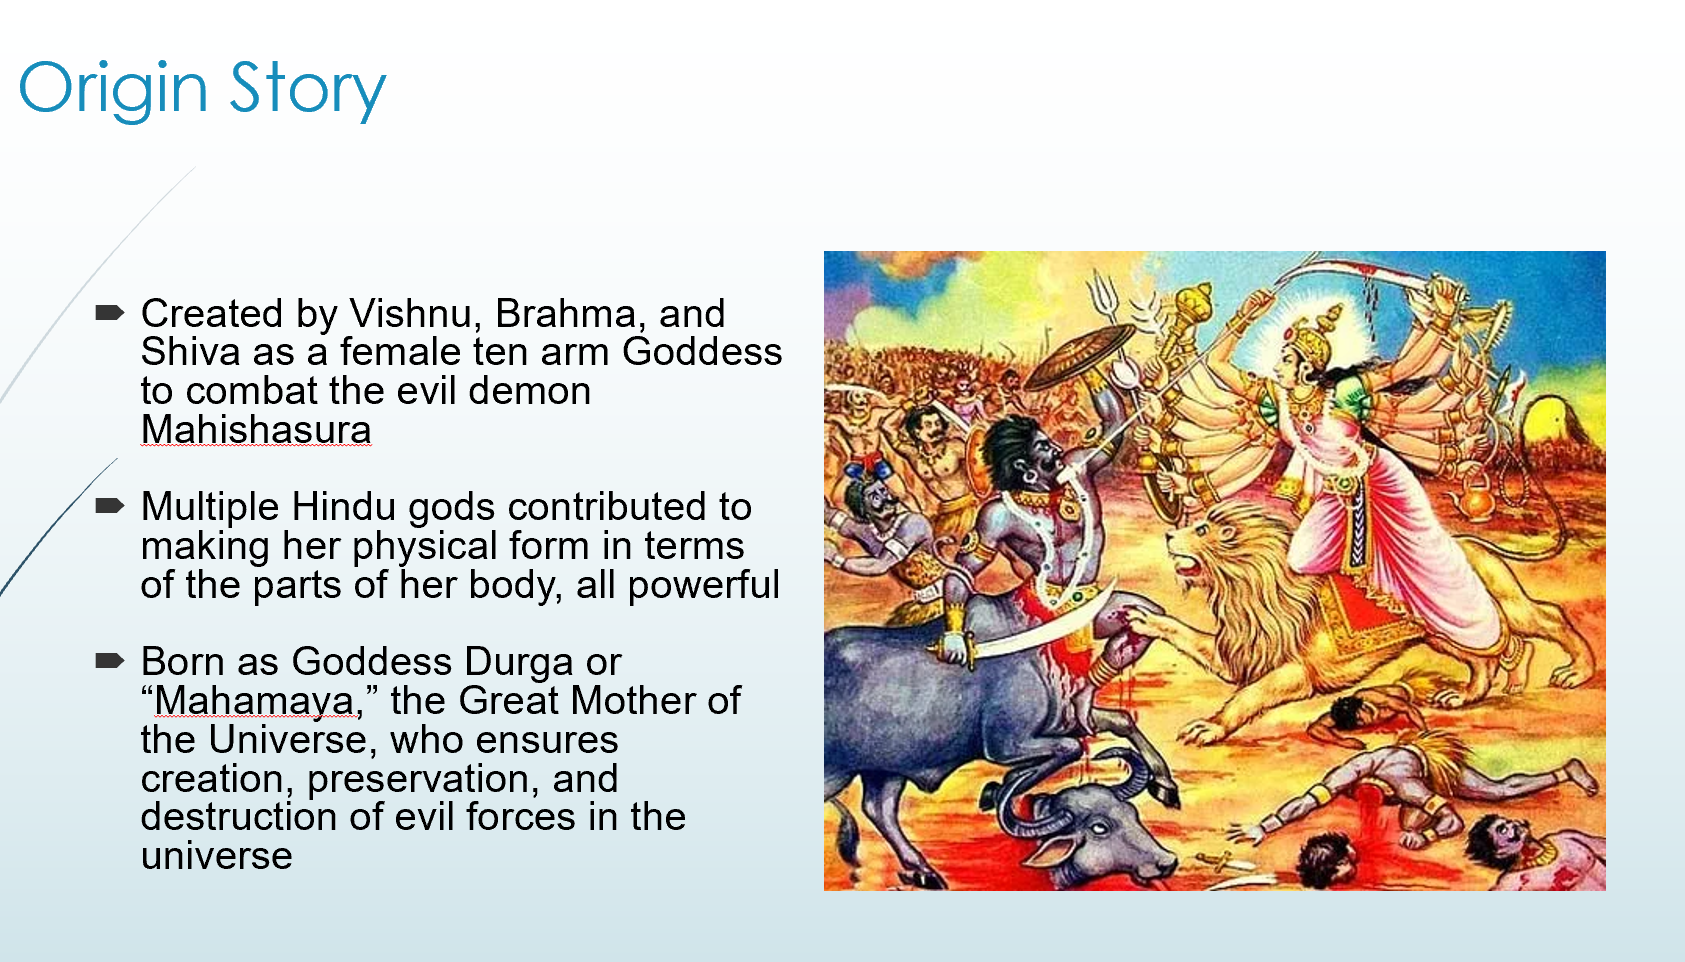 Origin Story
Created by Vishnu, Brahma, and
Shiva as a female ten arm Goddess
to combat the evil demon
Mahishasura
Multiple Hindu gods contributed to
making her physical form in terms
of the parts of her body, all powerful
Born as Goddess Durga or
“Mahamaya,” the Great Mother of
the Universe, who ensures
creation, preservation, and
destruction of evil forces in the
universe